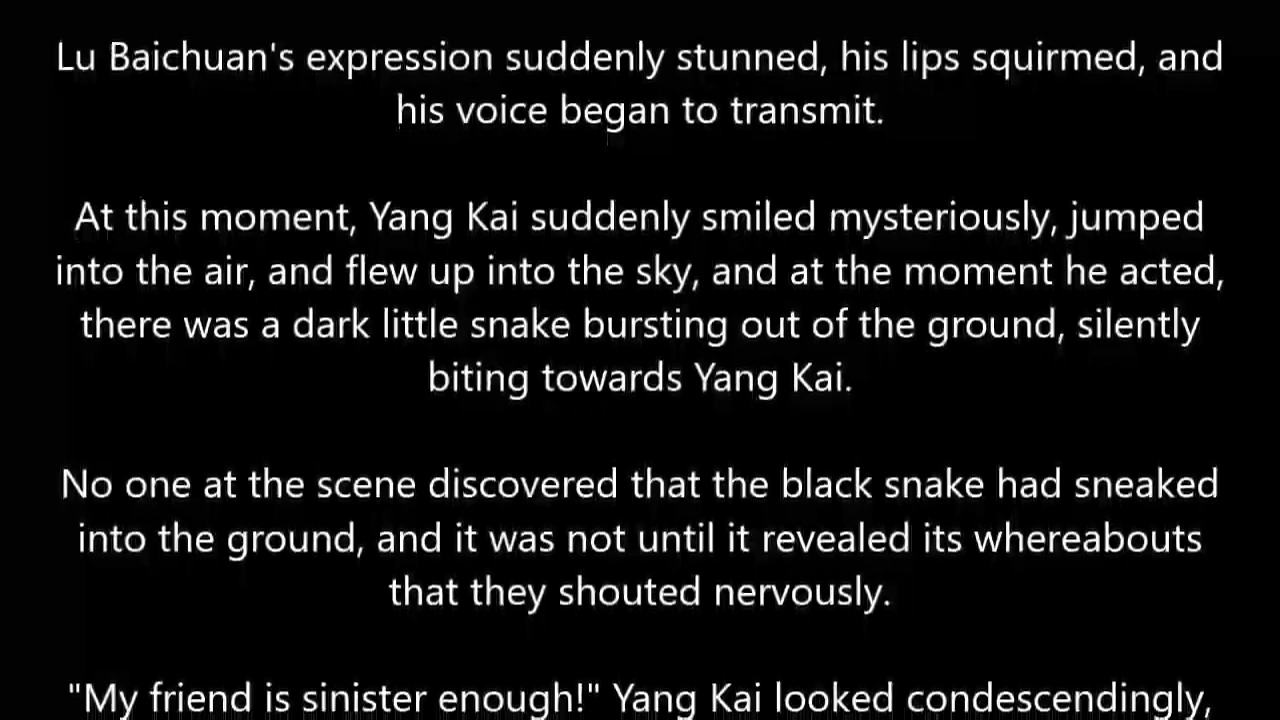 Lu Baichuan's expression suddenly stunned, his lips squirmed, and
his voice began to transmit.
At this moment, Yang Kai suddenly smiled mysteriously, jumped
into the air, and flew up into the sky, and at the moment he acted,
there was a dark little snake bursting out of the ground, silently
biting towards Yang Kai.
No one at the scene discovered that the black snake had sneaked
into the ground, and it was not until it revealed its whereabouts
that they shouted nervously.
"My friend is sinister enough!" Yang Kai looked condescendingly,